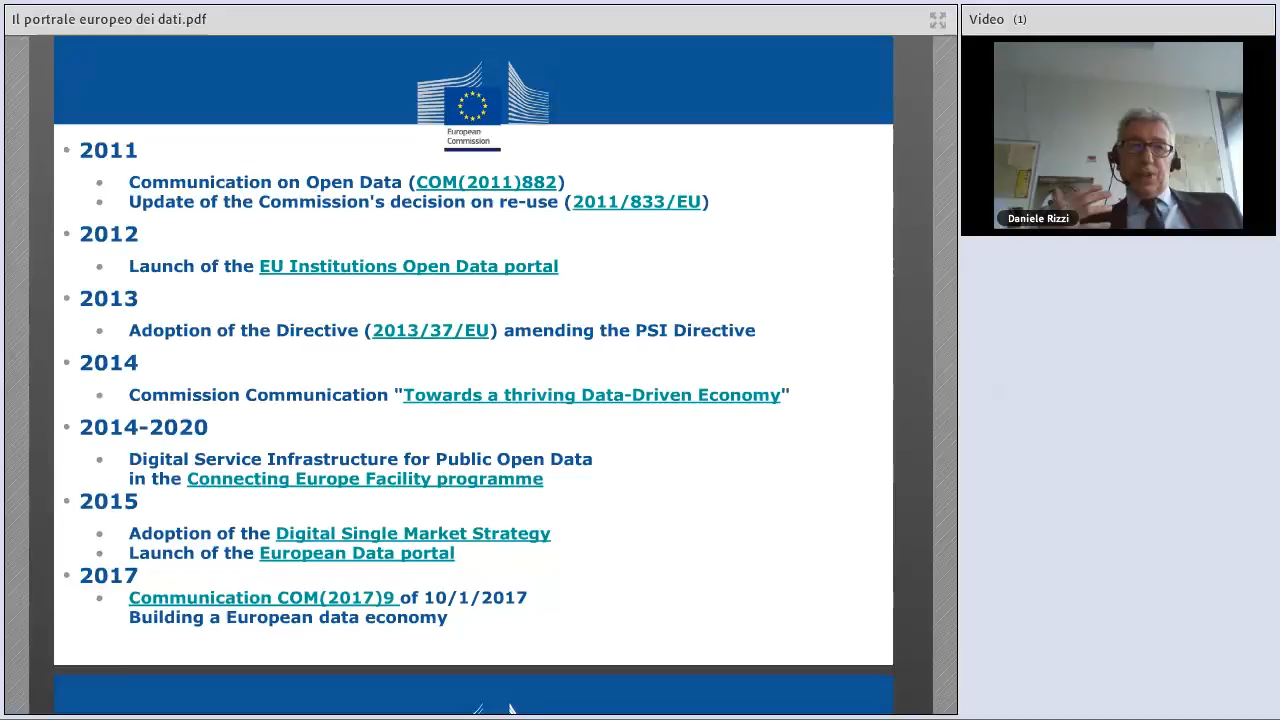 Il portrale europeo dei dati.pdf
Video (1)
European
Commission
2011
Communication on Open Data (COM(2011)882)
Update of the Commission's decision on re-use (2011/833/EU)
2012
Launch of the EU Institutions Open Data portal
2013
Adoption of the Directive (2013/37/EU) amending the PSI Directive
2014
Commission Communication "Towards a thriving Data-Driven Economy"
2014-2020
Digital Service Infrastructure for Public Open Data
in the Connecting Europe Facility programme
2015
Adoption of the Digital Single Market Strategy
Launch of the European Data portal
2017
Communication COM(2017)9 of 10/1/2017
Building a European data economy
Daniele Rizzi